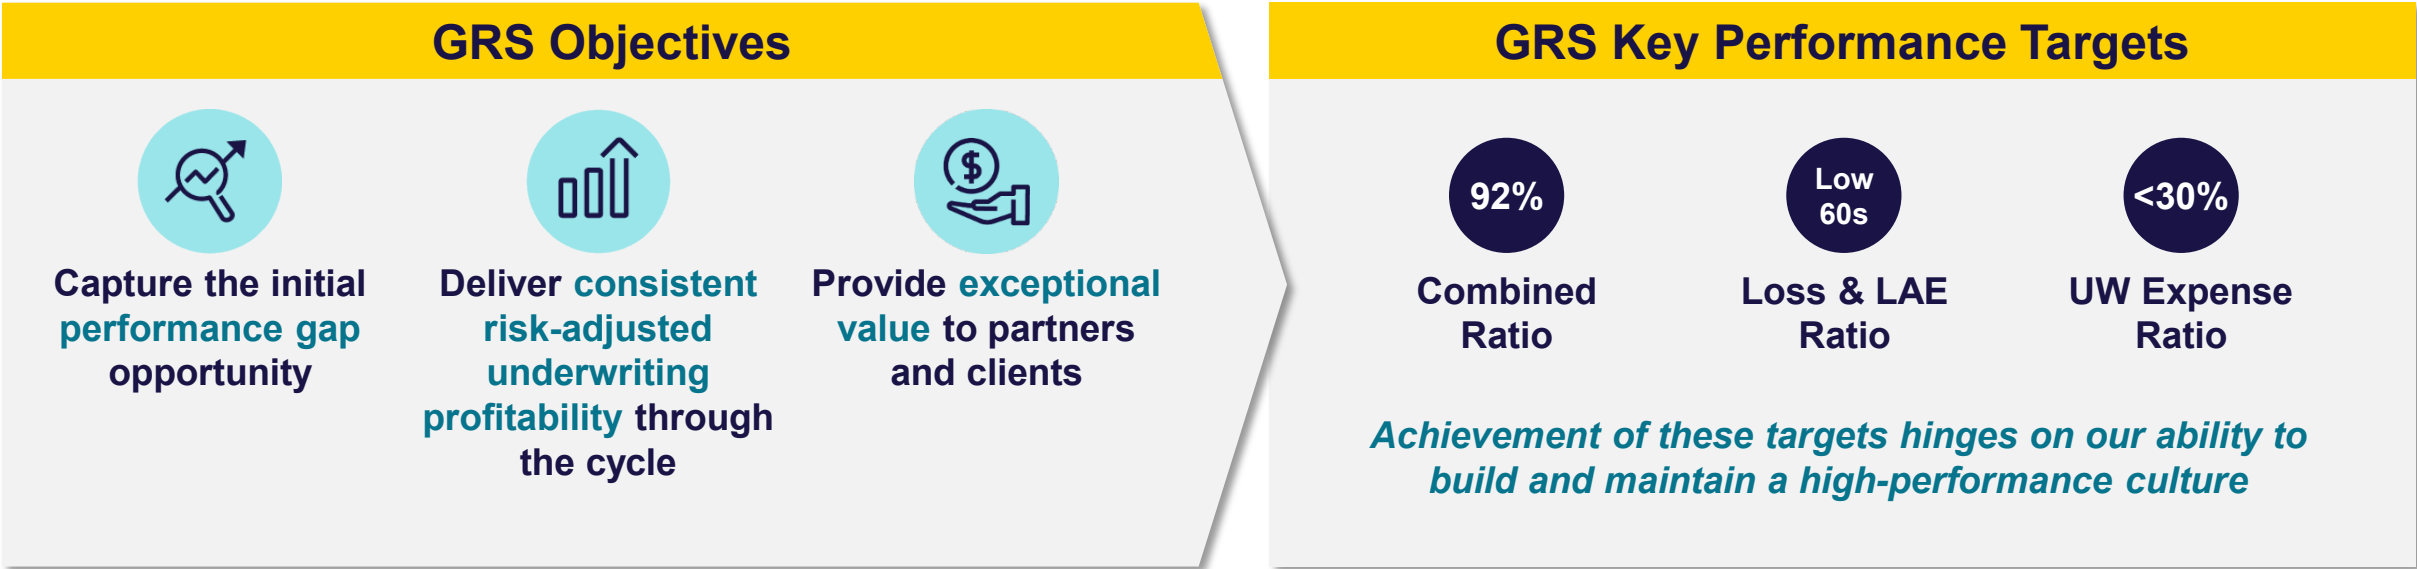 GRS Objectives
Capture the initial
performance gap
opportunity
Deliver consistent
risk-adjusted
underwriting
profitability through
the cycle
$
Provide exceptional
value to partners
and clients
GRS Key Performance Targets
92%
Combined
Ratio
Low
60s
Loss & LAE
Ratio
<30%
UW Expense
Ratio
Achievement of these targets hinges on our ability to
build and maintain a high-performance culture